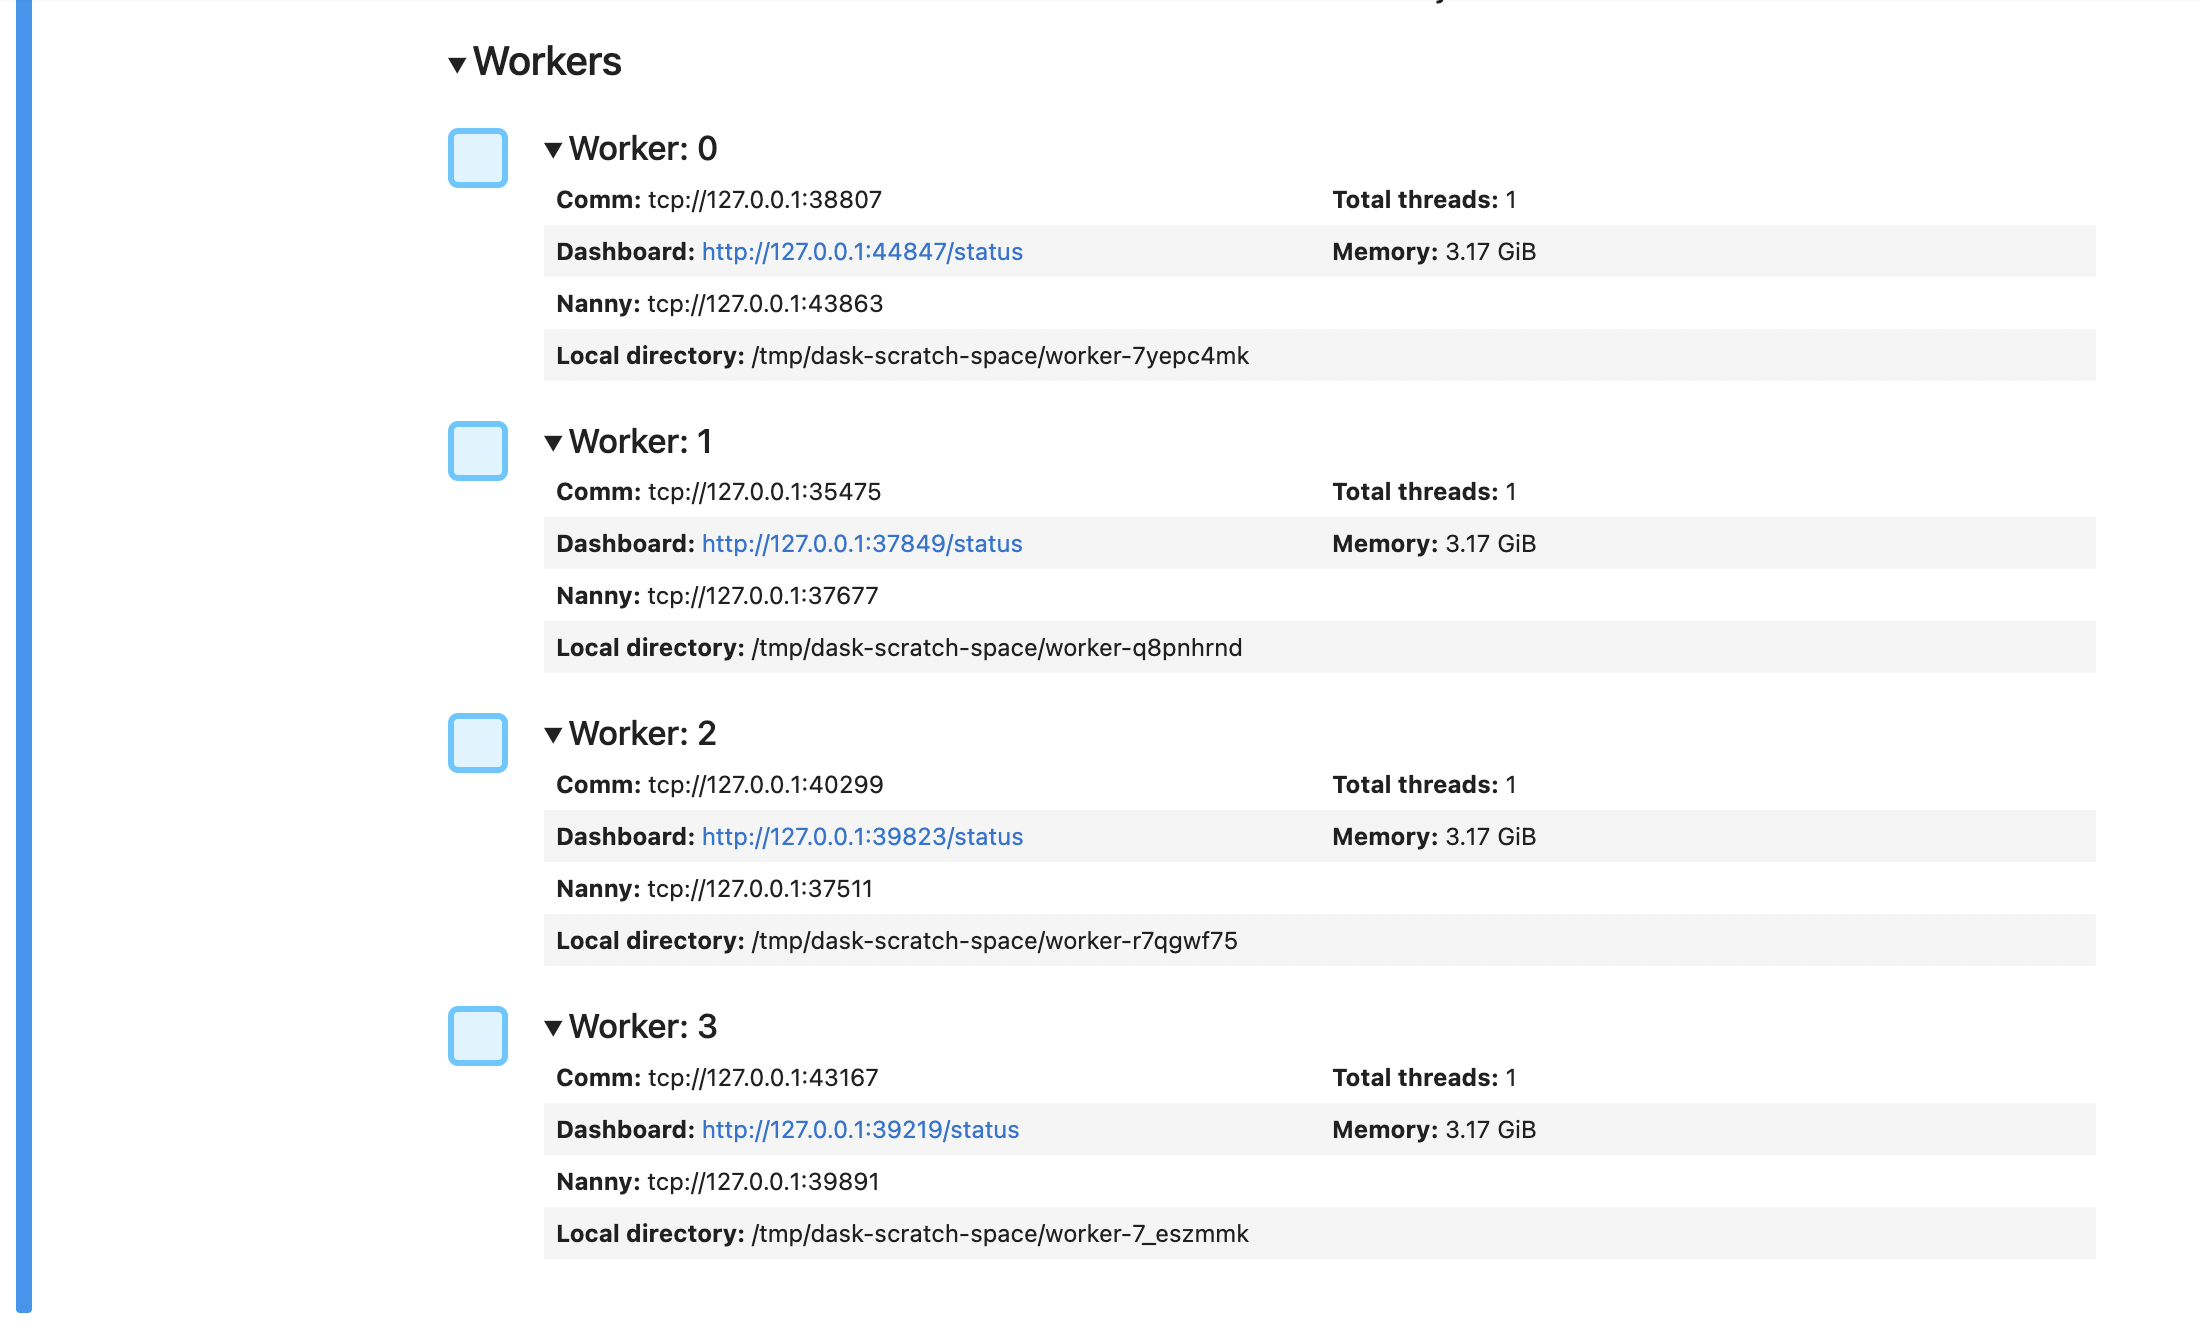 Workers
Worker: 0
Comm: tcp://127.0.0.1:38807 Total threads: 1
Dashboard: http://127.0.0.1:44847/status Memory: 3.17 GiB
Nanny: tcp://127.0.0.1:43863
Local directory: /tmp/dask-scratch-space/worker-7yepc4mk
Worker: 1
Comm: tcp://127.0.0.1:35475 Total threads: 1
Dashboard: http://127.0.0.1:37849/status Memory: 3.17 GiB
Nanny: tcp://127.0.0.1:37677
Local directory: /tmp/dask-scratch-space/worker-q8pnhrnd
Worker: 2
Comm: tcp://127.0.0.1:40299 Total threads: 1
Dashboard: http://127.0.0.1:39823/status Memory: 3.17 GiB
Nanny: tcp://127.0.0.1:37511
Local directory: /tmp/dask-scratch-space/worker-r7qgwf75
Worker: 3
Comm: tcp://127.0.0.1:43167 Total threads: 1
Dashboard: http://127.0.0.1:39219/status Memory: 3.17 GiB
Nanny: tcp://127.0.0.1:39891
Local directory: /tmp/dask-scratch-space/worker-7_eszmmk